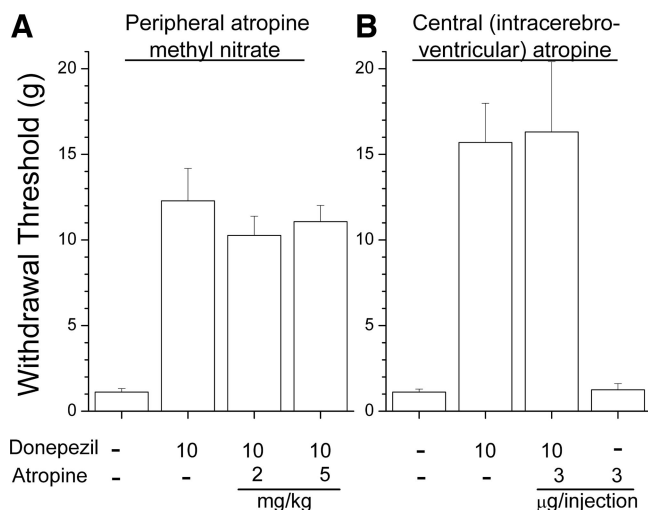 A
Peripheral atropine
methyl nitrate
B
Central (intracerebro-
ventricular) atropine
Withdrawal Threshold (g)
20
15
10
5
0
20
15
10
5
0
Donepezil - 10 10 10 - 10 10 -
Atropine - - 2 5 - - 3 3
mg/kg
μg/injection